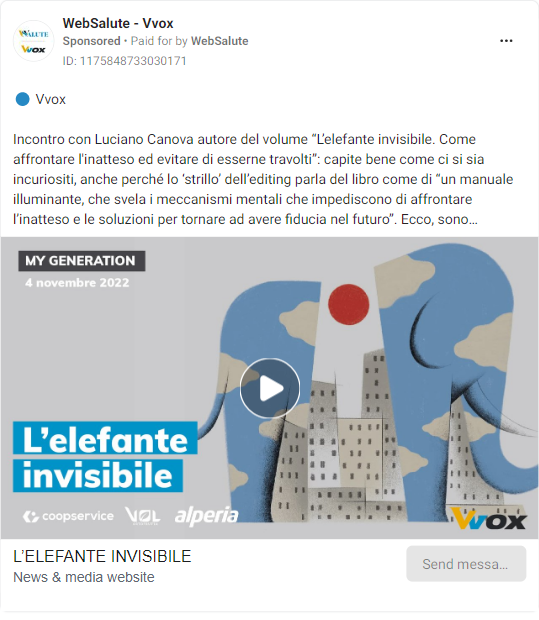 WebSalute - Vvox
Sponsored • Paid for by WebSalute
ID: 1175848733030171
WSALUTE
VVOX
Vvox
Incontro con Luciano Canova autore del volume “L’elefante invisibile. Come
affrontare l'inatteso ed evitare di esserne travolti”: capite bene come ci si sia
incuriositi, anche perché lo ‘strillo’ dell’editing parla del libro come di “un manuale
illuminante, che svela i meccanismi mentali che impediscono di affrontare
l’inatteso e le soluzioni per tornare ad avere fiducia nel futuro”. Ecco, sono...
MY GENERATION
4 novembre 2022
L’elefante
invisibile
coopservice VOL alperia
VVOX
L’ELEFANTE INVISIBILE
News & media website
Send messa...